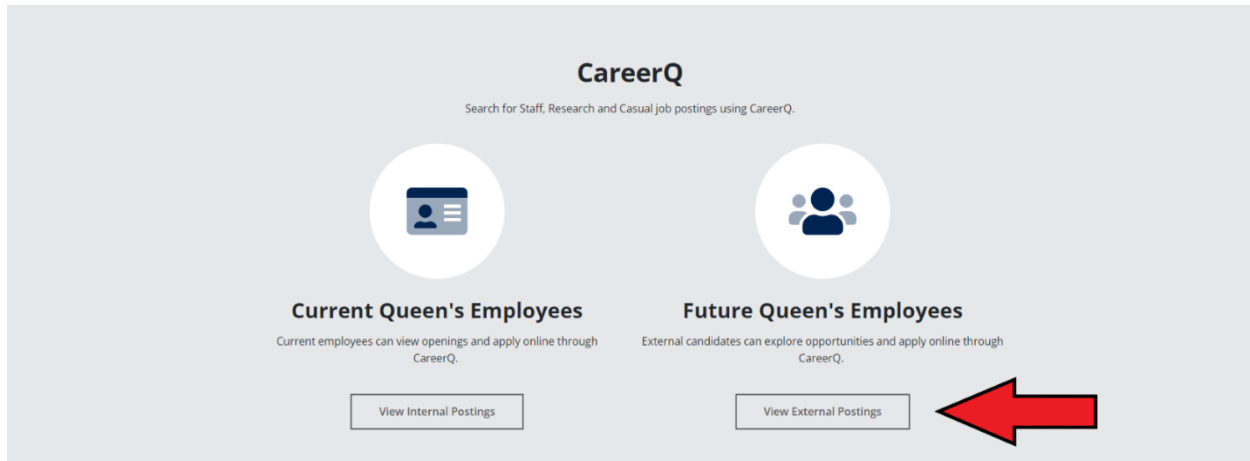 CareerQ
Search for Staff, Research and Casual job postings using CareerQ.
Current Queen's Employees
Current employees can view openings and apply online through
CareerQ.
View Internal Postings
Future Queen's Employees
External candidates can explore opportunities and apply online through
CareerQ.
View External Postings